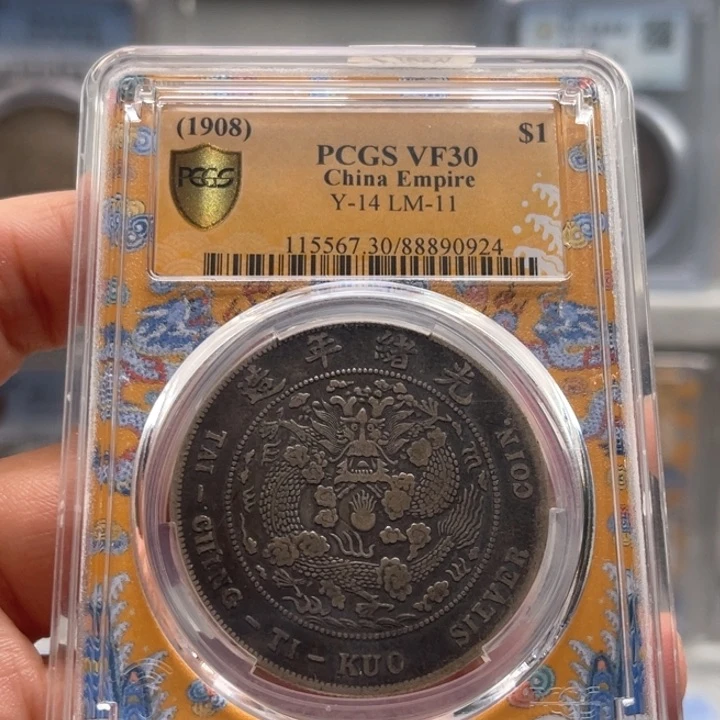 (1908) $1
PCGS
PCGS VF30
China Empire
Y-14 LM-11
115567.30/88890924
造年緒光
TAI - CHING - TI - KUO SILVER COIN.